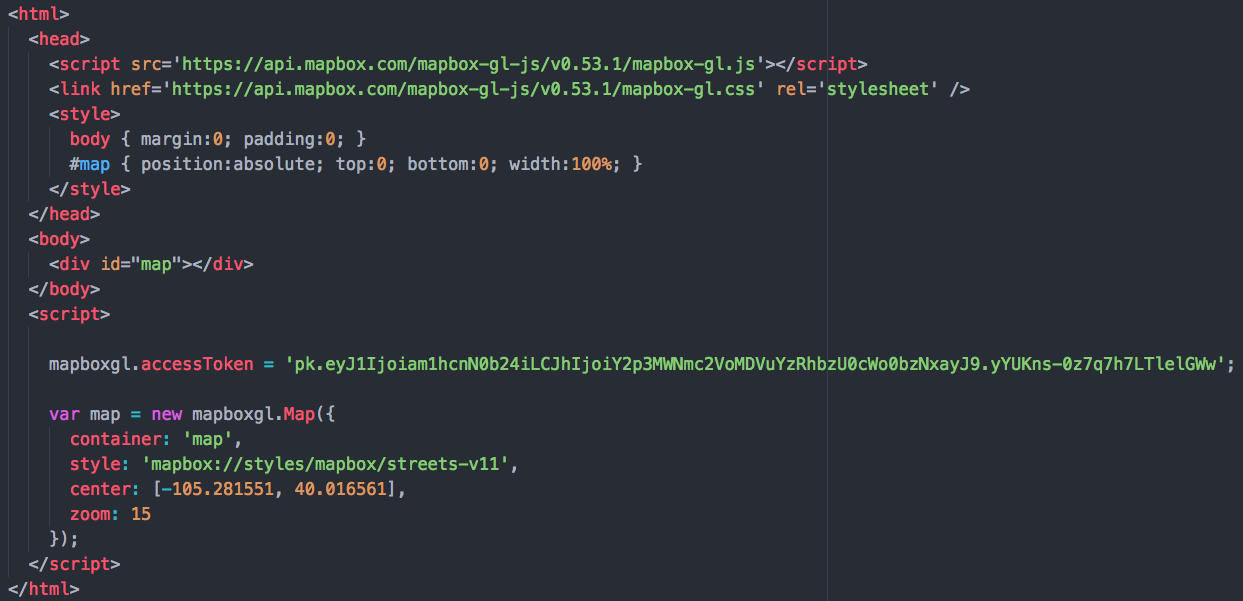 <html>
<head>
<script src='https://api.mapbox.com/mapbox-gl-js/v0.53.1/mapbox-gl.js'></script>
<link href='https://api.mapbox.com/mapbox-gl-js/v0.53.1/mapbox-gl.css' rel='stylesheet' />
<style>
body { margin:0; padding:0; }
#map { position:absolute; top:0; bottom:0; width:100%; }
</style>
</head>
<body>
<div id="map"></div>
</body>
<script>
mapboxgl.accessToken = 'pk.eyJ1Ijoiam1hcnN0b24iLCJhIjoiY2p3MWNmc2VoMDVuYzRhbzU0cWo0bzNxayJ9.yYUKns-0z7q7h7LTlelGWw';
var map = new mapboxgl.Map({
container: 'map',
style: 'mapbox://styles/mapbox/streets-v11',
center: [-105.281551, 40.016561],
zoom: 15
});
</script>
</html>